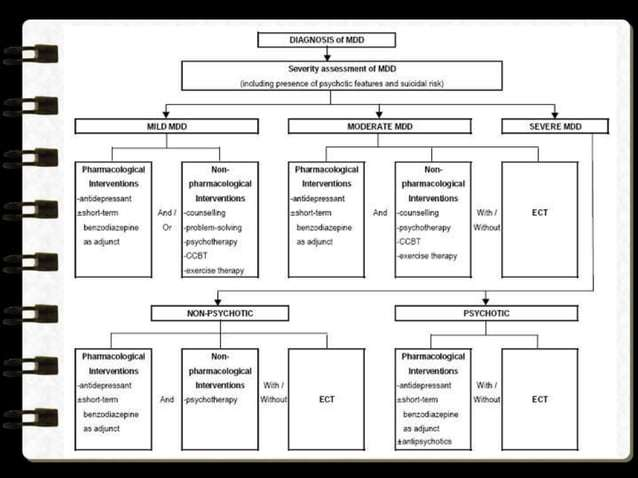 DIAGNOSIS of MDD
Severity assessment of MDD
(including presence of psychotic features and suicidal risk)
MILD MDD
MODERATE MDD
SEVERE MDD
Pharmacological
Interventions
-antidepressant
±short-term
benzodiazepine
as adjunct
And /
Or
Non-
pharmacological
Interventions
-counselling
-problem-solving
-psychotherapy
-CCBT
-exercise therapy
Pharmacological
Interventions
-antidepressant
±short-term
benzodiazepine
as adjunct
And
Non-
pharmacological
Interventions
-counselling
-psychotherapy
-CCBT
-exercise therapy
With /
Without
ECT
NON-PSYCHOTIC
PSYCHOTIC
Pharmacological
Interventions
-antidepressant
±short-term
benzodiazepine
as adjunct
And
Non-
pharmacological
Interventions
-psychotherapy
With /
Without
ECT
Pharmacological
Interventions
-antidepressant
±short-term
benzodiazepine
as adjunct
±antipsychotics
With /
Without
ECT